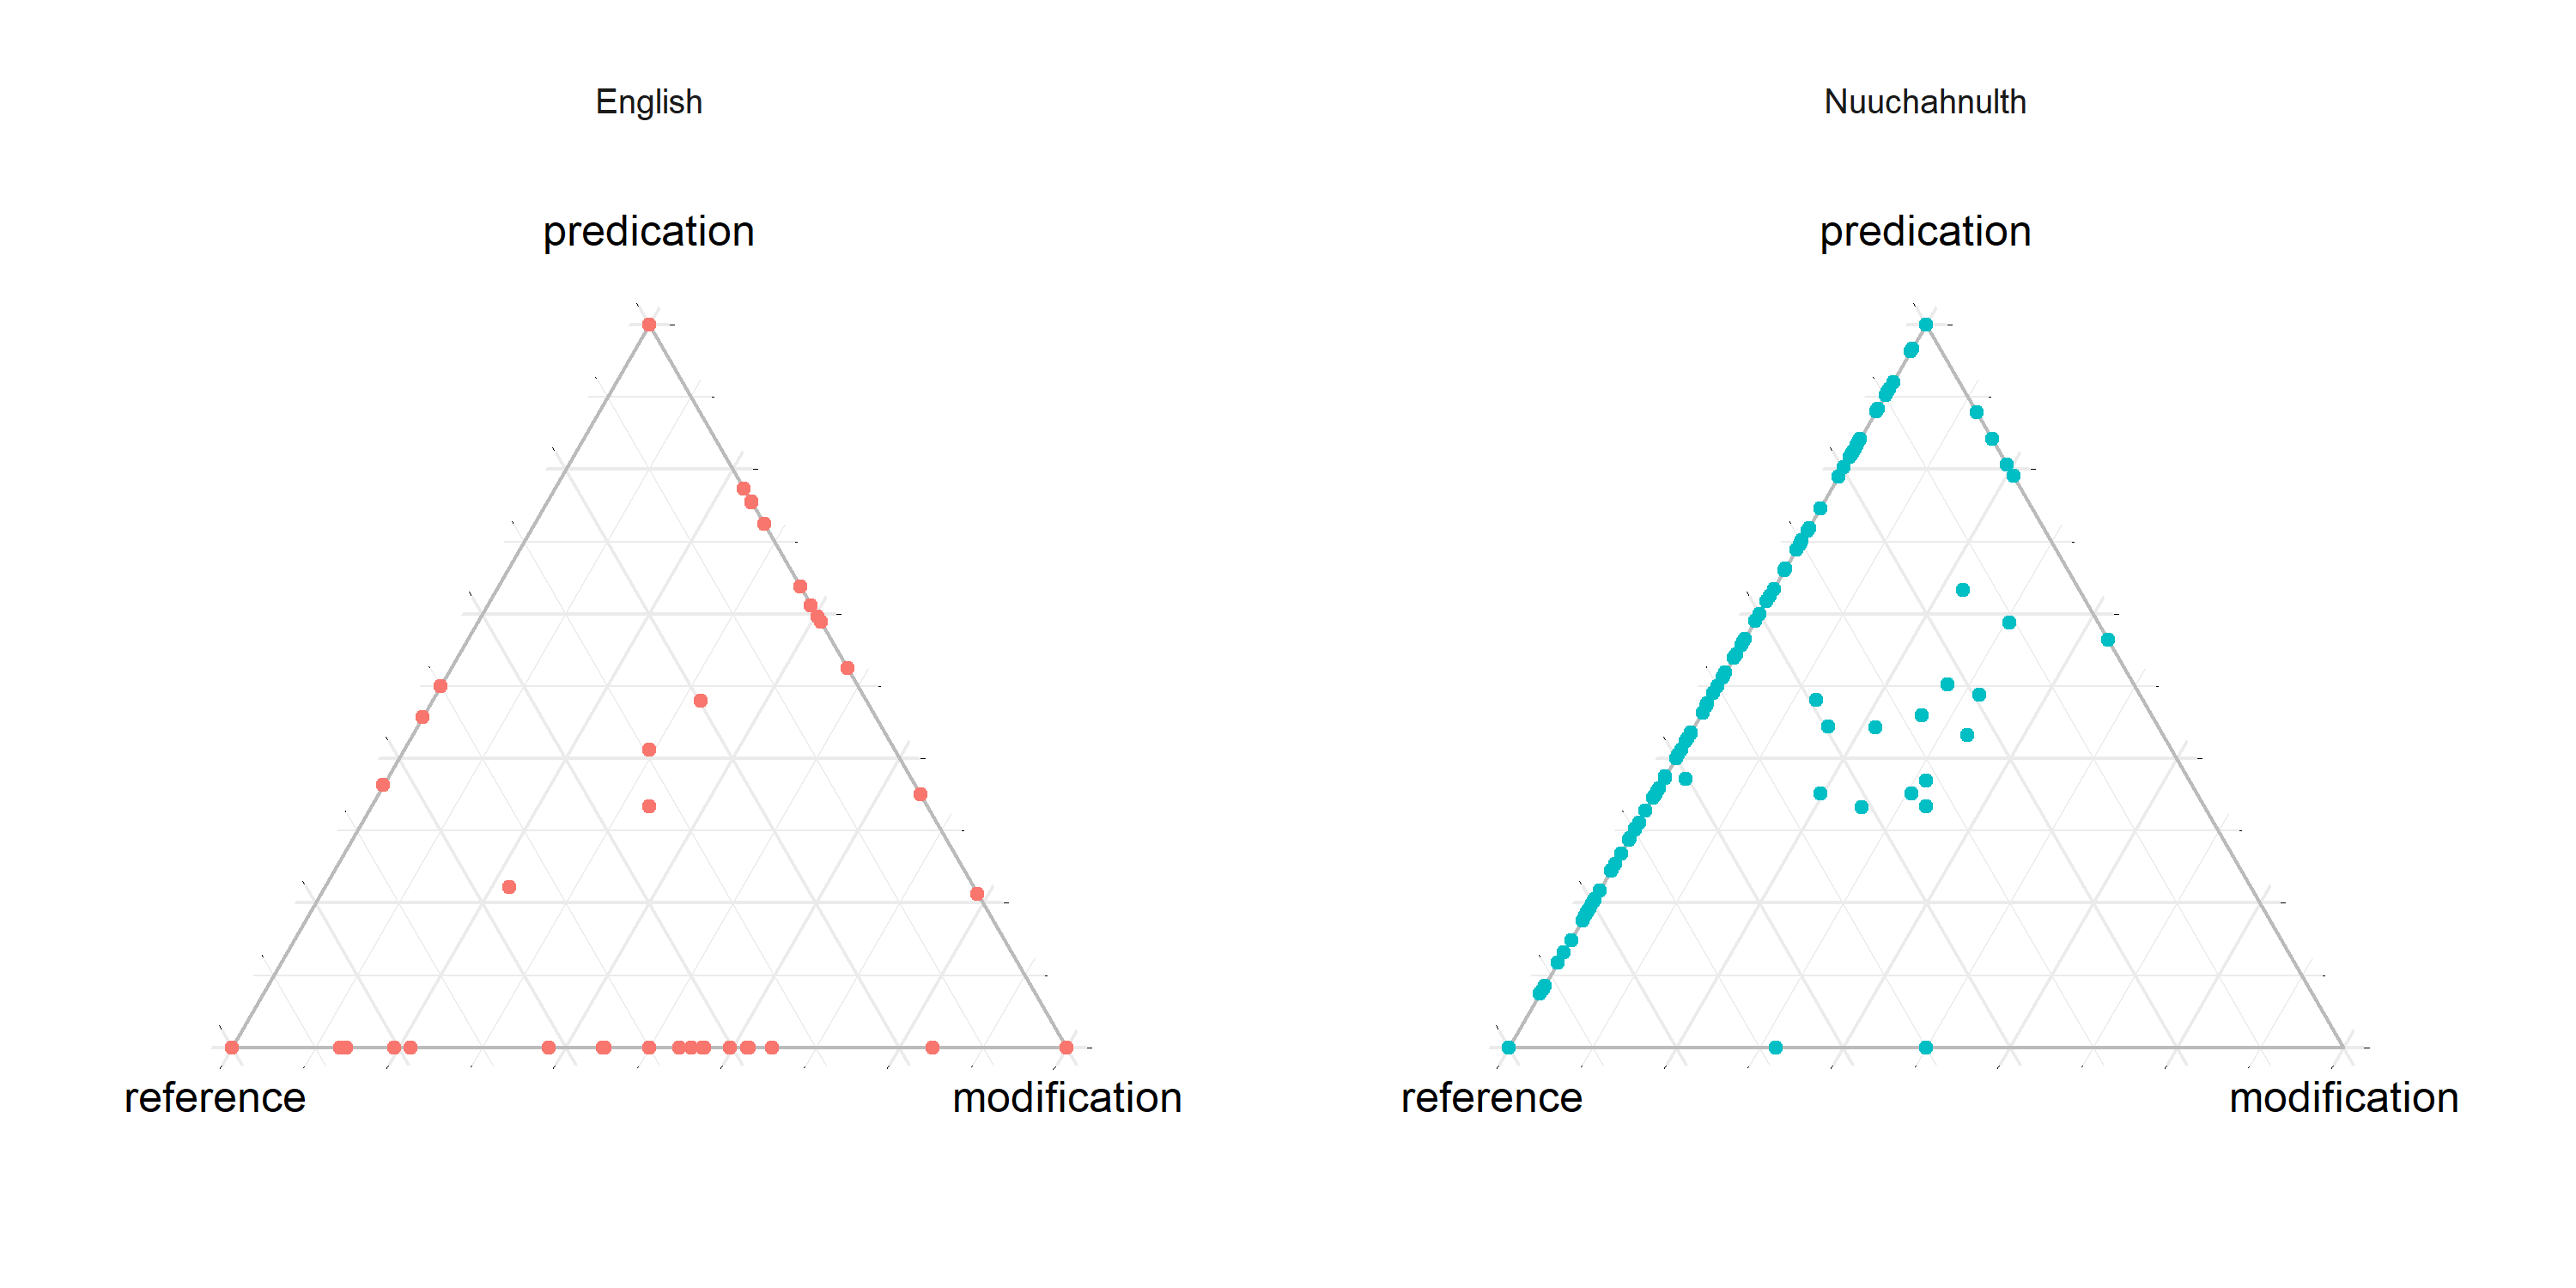 English
predication
reference
modification
Nuuchahnulth
predication
reference
modification